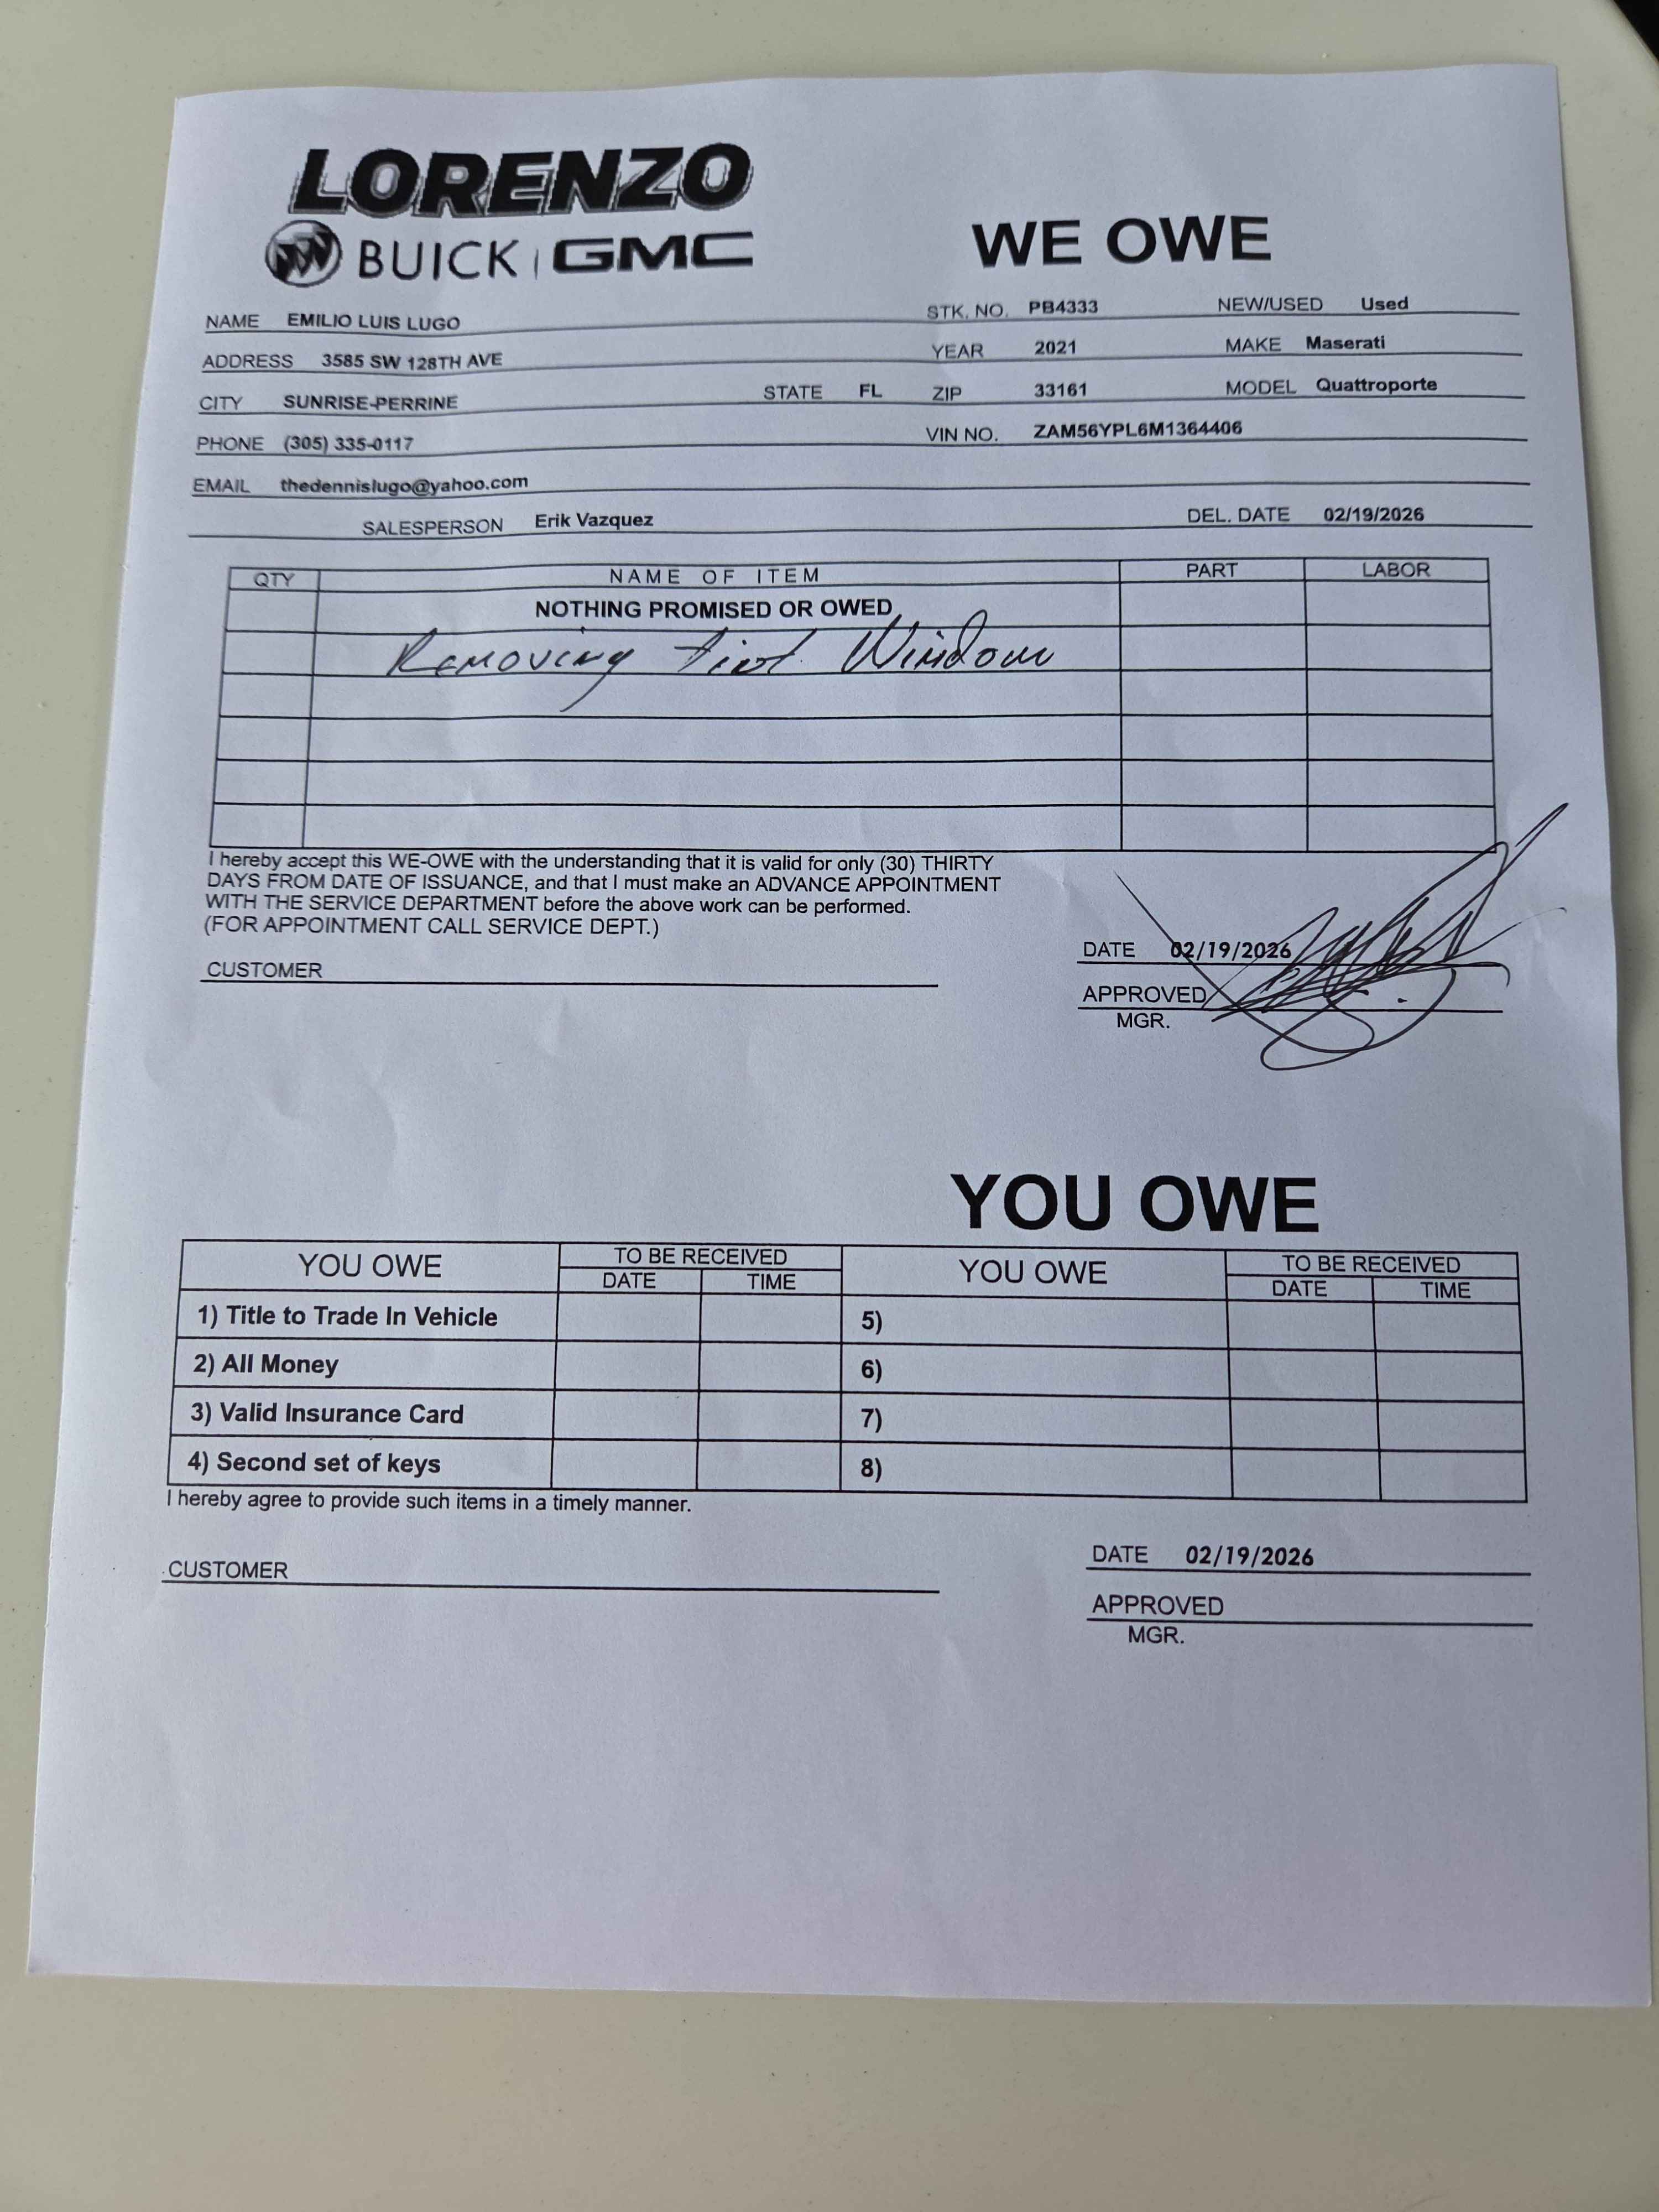 LORENZO
BUICK | GMC
WE OWE
NAME EMILIO LUIS LUGO STK. NO. PB4333 NEW/USED Used
ADDRESS 3585 SW 128TH AVE YEAR 2021 MAKE Maserati
CITY SUNRISE-PERRINE STATE FL ZIP 33161 MODEL Quattroporte
PHONE (305) 335-0117 VIN NO. ZAM56YPL6M1364406
EMAIL thedennislugo@yahoo.com
SALESPERSON Erik Vazquez DEL. DATE 02/19/2026
QTY NAME OF ITEM PART LABOR
NOTHING PROMISED OR OWED
Removing tint Window
I hereby accept this WE-OWE with the understanding that it is valid for only (30) THIRTY
DAYS FROM DATE OF ISSUANCE, and that I must make an ADVANCE APPOINTMENT
WITH THE SERVICE DEPARTMENT before the above work can be performed.
(FOR APPOINTMENT CALL SERVICE DEPT.)
DATE 02/19/2026
CUSTOMER
APPROVED
MGR.
YOU OWE
YOU OWE TO BE RECEIVED YOU OWE TO BE RECEIVED
DATE TIME DATE TIME
1) Title to Trade In Vehicle 5)
2) All Money 6)
3) Valid Insurance Card 7)
4) Second set of keys 8)
I hereby agree to provide such items in a timely manner.
DATE 02/19/2026
CUSTOMER
APPROVED
MGR.